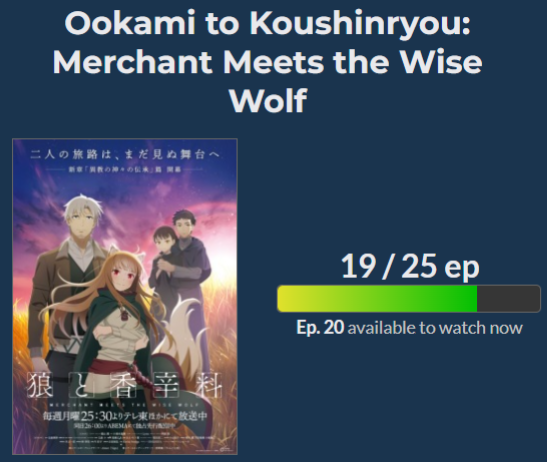 Ookami to Koushinryou:
Merchant Meets the Wise
Wolf
二人の旅路は、まだ見ぬ舞台へ
狼と香辛料
MERCHANT MEETS THE WISE WOLF
毎週月曜25:30よりテレ東ほかにて放送中
19 / 25 ep
Ep. 20 available to watch now